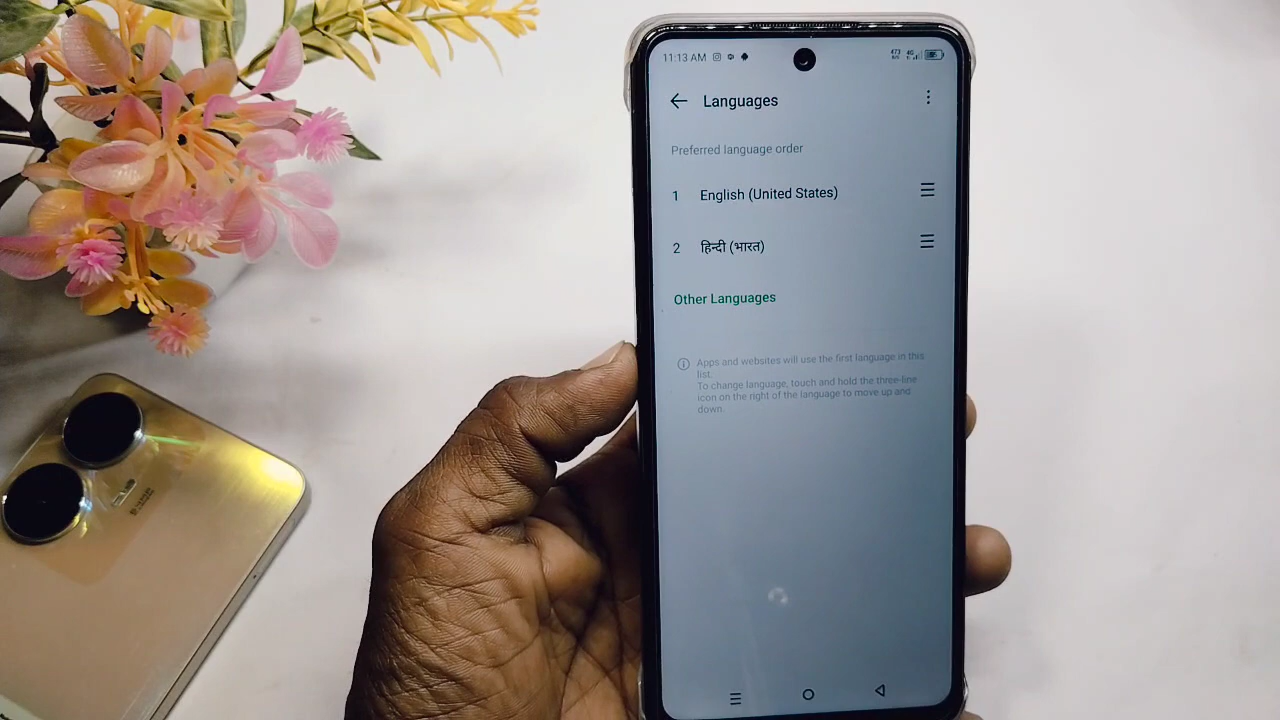 11:13 AM
Languages
Preferred language order
1 English (United States)
2 हिन्दी (भारत)
Other Languages
Apps and websites will use the first language in this
list.
To change language, touch and hold the three-line
icon on the right of the language to move up and
down.